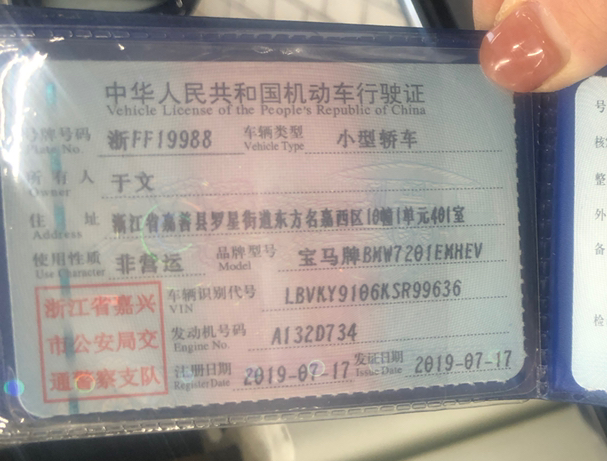 中华人民共和国机动车行驶证
Vehicle License of the People's Republic of China
号牌号码 浙FF19988 车辆类型 小型轿车
Plate No. Vehicle Type
所有人 于文
Owner
住址 浙江省嘉善县罗星街道东方名嘉西区10幢1单元401室
Address
使用性质 非营运 品牌型号 宝马牌BMW7201EMHEV
Use Character Model
浙江省嘉兴
市公安局交
通警察支队
车辆识别代号 LBVKY9106KSR99636
VIN
发动机号码 A132D734
Engine No.
注册日期 2019-07-17 发证日期 2019-07-17
Register Date Issue Date
号
核
整
外
备
检